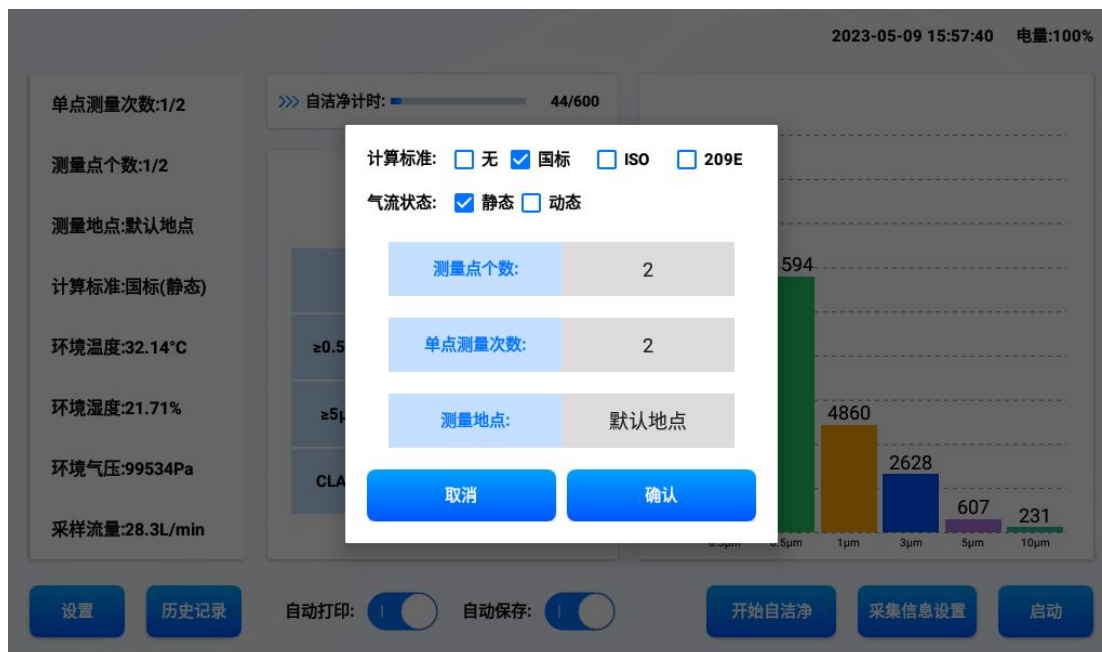 2023-05-09 15:57:40 电量:100%
单点测量次数:1/2
测量点个数:1/2
测量地点:默认地点
计算标准:国标(静态)
环境温度:32.14°C
环境湿度:21.71%
环境气压:99534Pa
采样流量:28.3L/min
>>> 自洁净计时: 44/600
≥0.5
≥5μ
CLA
计算标准: 无 国标 ISO 209E
气流状态: 静态 动态
测量点个数: 2
单点测量次数: 2
测量地点: 默认地点
取消 确认
594
4860
2628
607
231
.5μm 1μm 3μm 5μm 10μm
设置 历史记录 自动打印: 自动保存: 开始自洁净 采集信息设置 启动